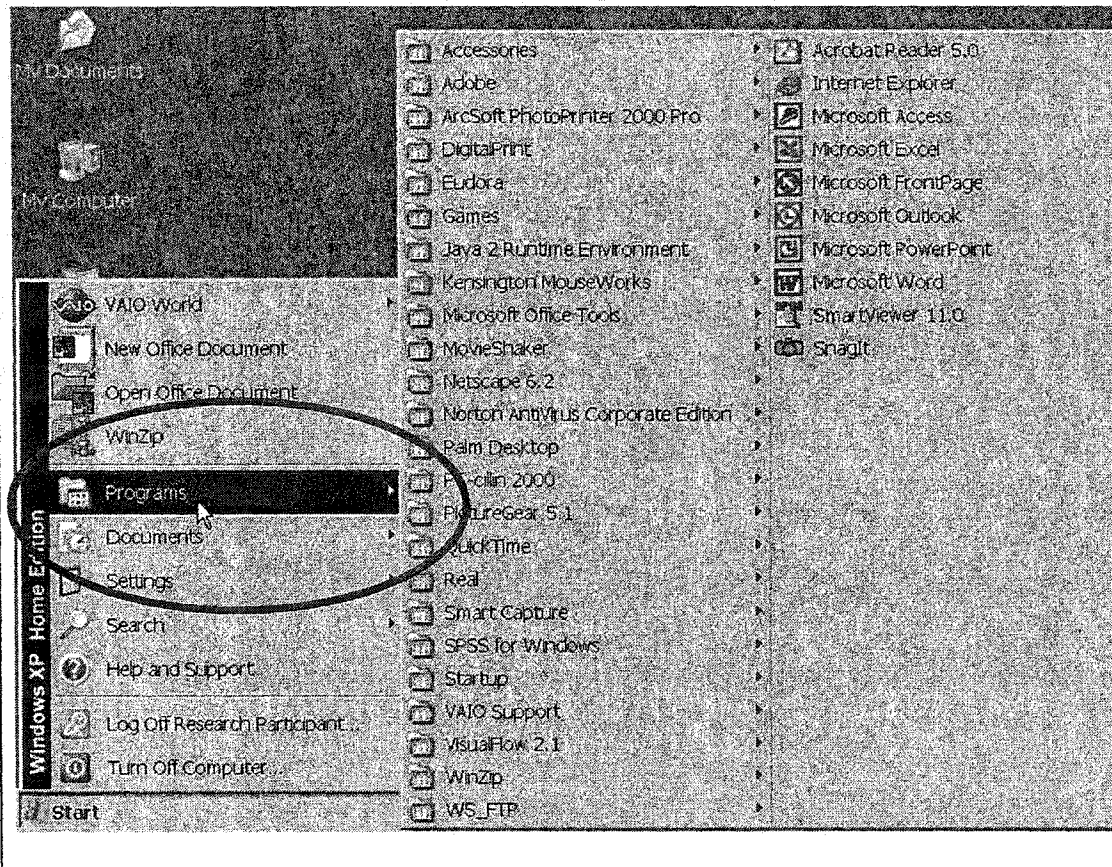 My Documents
My Computer
VAIO World
New Office Document
Open Office Document
WinZip
Programs
Documents
Settings
Search
Help and Support
Log Off Research Participant...
Turn Off Computer...
Windows XP Home Edition
Start
Accessories
Adobe
ArcSoft PhotoPrinter 2000 Pro
DigitalPrint
Eudora
Games
Java 2 Runtime Environment
Kensington MouseWorks
Microsoft Office Tools
MovieShaker
Netscape 6.2
Norton AntiVirus Corporate Edition
Palm Desktop
PC-cillin 2000
PictureGear 5.1
QuickTime
Real
Smart Capture
SPSS for Windows
Startup
VAIO Support
VisualFlow 2.1
WinZip
WS_FTP
Acrobat Reader 5.0
Internet Explorer
Microsoft Access
Microsoft Excel
Microsoft FrontPage
Microsoft Outlook
Microsoft PowerPoint
Microsoft Word
SmartViewer 11.0
SnagIt